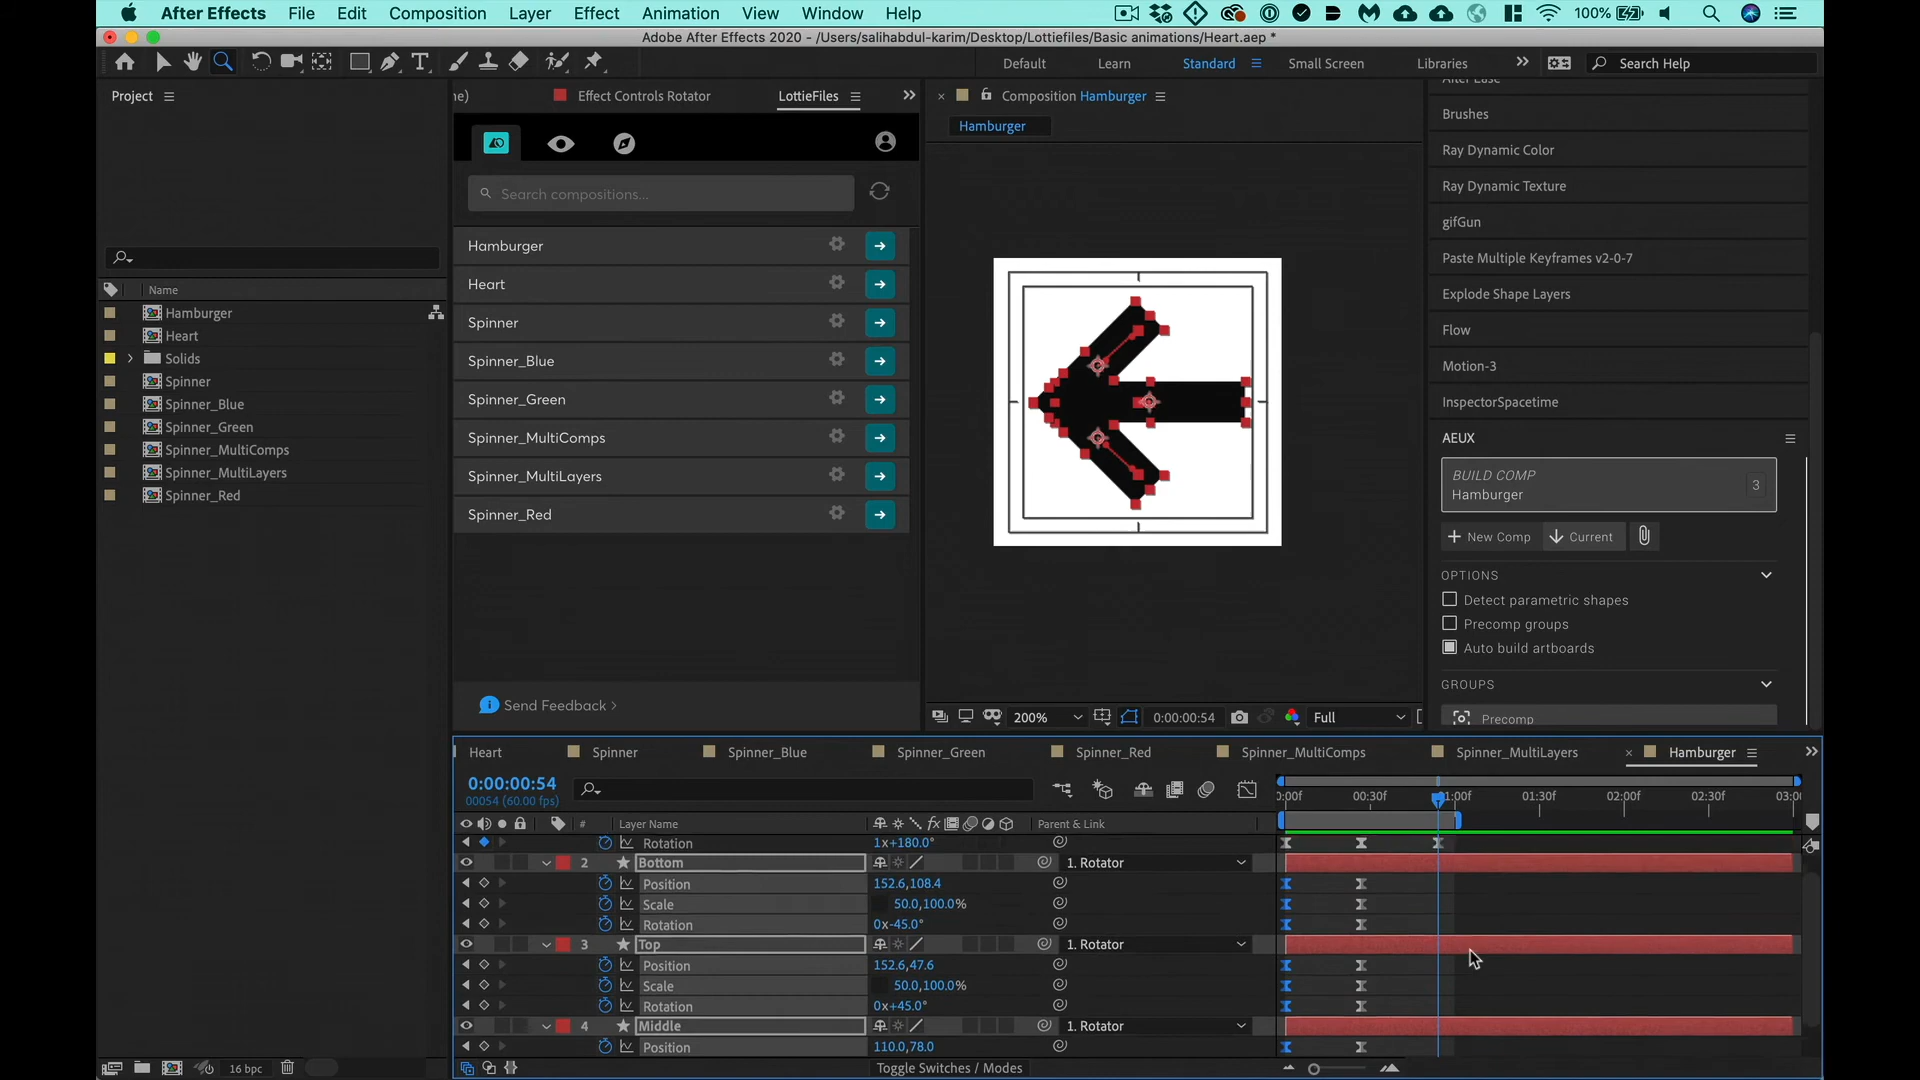 After Effects File Edit Composition Layer Effect Animation View Window Help 100%
Adobe After Effects 2020 - /Users/salihabdul-karim/Desktop/Lottiefiles/Basic animations/Heart.aep *
Default Learn Standard Small Screen Libraries Search Help
Project
ne) Effect Controls Rotator LottieFiles
Composition Hamburger
Hamburger
Search compositions...
Hamburger
Heart
Spinner
Spinner_Blue
Spinner_Green
Spinner_MultiComps
Spinner_MultiLayers
Spinner_Red
Send Feedback
Name
Hamburger
Heart
Solids
Spinner
Spinner_Blue
Spinner_Green
Spinner_MultiComps
Spinner_MultiLayers
Spinner_Red
16 bpc
200% 0:00:00:54 Full
After Ease
Brushes
Ray Dynamic Color
Ray Dynamic Texture
gifGun
Paste Multiple Keyframes v2-0-7
Explode Shape Layers
Flow
Motion-3
InspectorSpacetime
AEUX
BUILD COMP
Hamburger
3
New Comp Current
OPTIONS
Detect parametric shapes
Precomp groups
Auto build artboards
GROUPS
Precomp
Heart Spinner Spinner_Blue Spinner_Green Spinner_Red Spinner_MultiComps Spinner_MultiLayers Hamburger
0:00:00:54
00054 (60.00 fps)
# Layer Name Parent & Link
0:00f 00:30f 01:00f 01:30f 02:00f 02:30f 03:00
Rotation 1x+180.0°
2 Bottom 1. Rotator
Position 152.6,108.4
Scale 50.0,100.0%
Rotation 0x-45.0°
3 Top 1. Rotator
Position 152.6,47.6
Scale 50.0,100.0%
Rotation 0x+45.0°
4 Middle 1. Rotator
Position 110.0,78.0
Toggle Switches / Modes